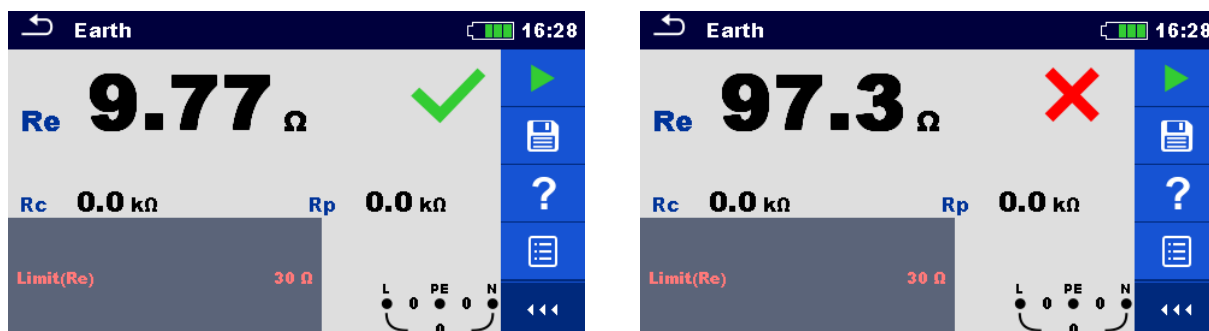 Earth 16:28
Re 9.77 Ω
?
Rc 0.0 kΩ Rp 0.0 kΩ
Limit(Re) 30 Ω
L PE N
0 0
0
Earth 16:28
Re 97.3 Ω
?
Rc 0.0 kΩ Rp 0.0 kΩ
Limit(Re) 30 Ω
L PE N
0 0
0